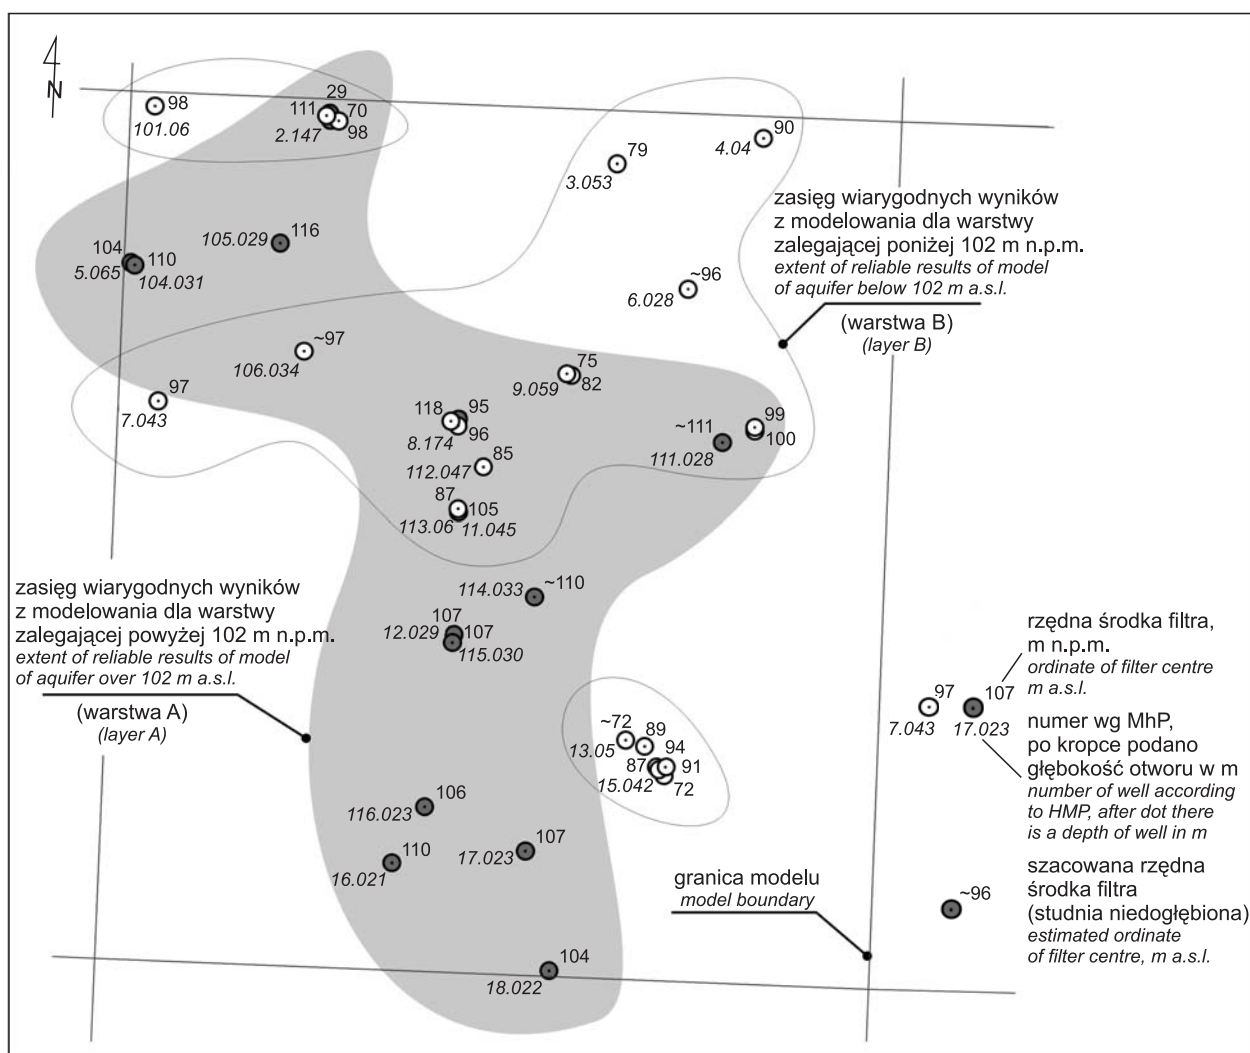 N
98
101.06
29
111
70
2.147
98
90
4.04
79
3.053
zasięg wiarygodnych wyników
z modelowania dla warstwy
zalegającej poniżej 102 m n.p.m.
extent of reliable results of model
of aquifer below 102 m a.s.l.
(warstwa B)
(layer B)
116
105.029
104
110
5.065
104.031
~96
6.028
~97
106.034
97
7.043
75
9.059
82
118
95
8.174
96
99
~111
100
111.028
85
112.047
87
105
113.06
11.045
zasięg wiarygodnych wyników
z modelowania dla warstwy
zalegającej powyżej 102 m n.p.m.
extent of reliable results of model
of aquifer over 102 m a.s.l.
(warstwa A)
(layer A)
~110
114.033
107
12.029
107
115.030
~72
89
13.05
94
87
91
15.042
72
106
116.023
107
17.023
110
16.021
104
18.022
granica modelu
model boundary
rzędna środka filtra,
m n.p.m.
ordinate of filter centre
m a.s.l.
97
107
7.043
17.023
numer wg MhP,
po kropce podano
głębokość otworu w m
number of well according
to HMP, after dot there
is a depth of well in m
~96
szacowana rzędna
środka filtra
(studnia niedogłębiona)
estimated ordinate
of filter centre, m a.s.l.